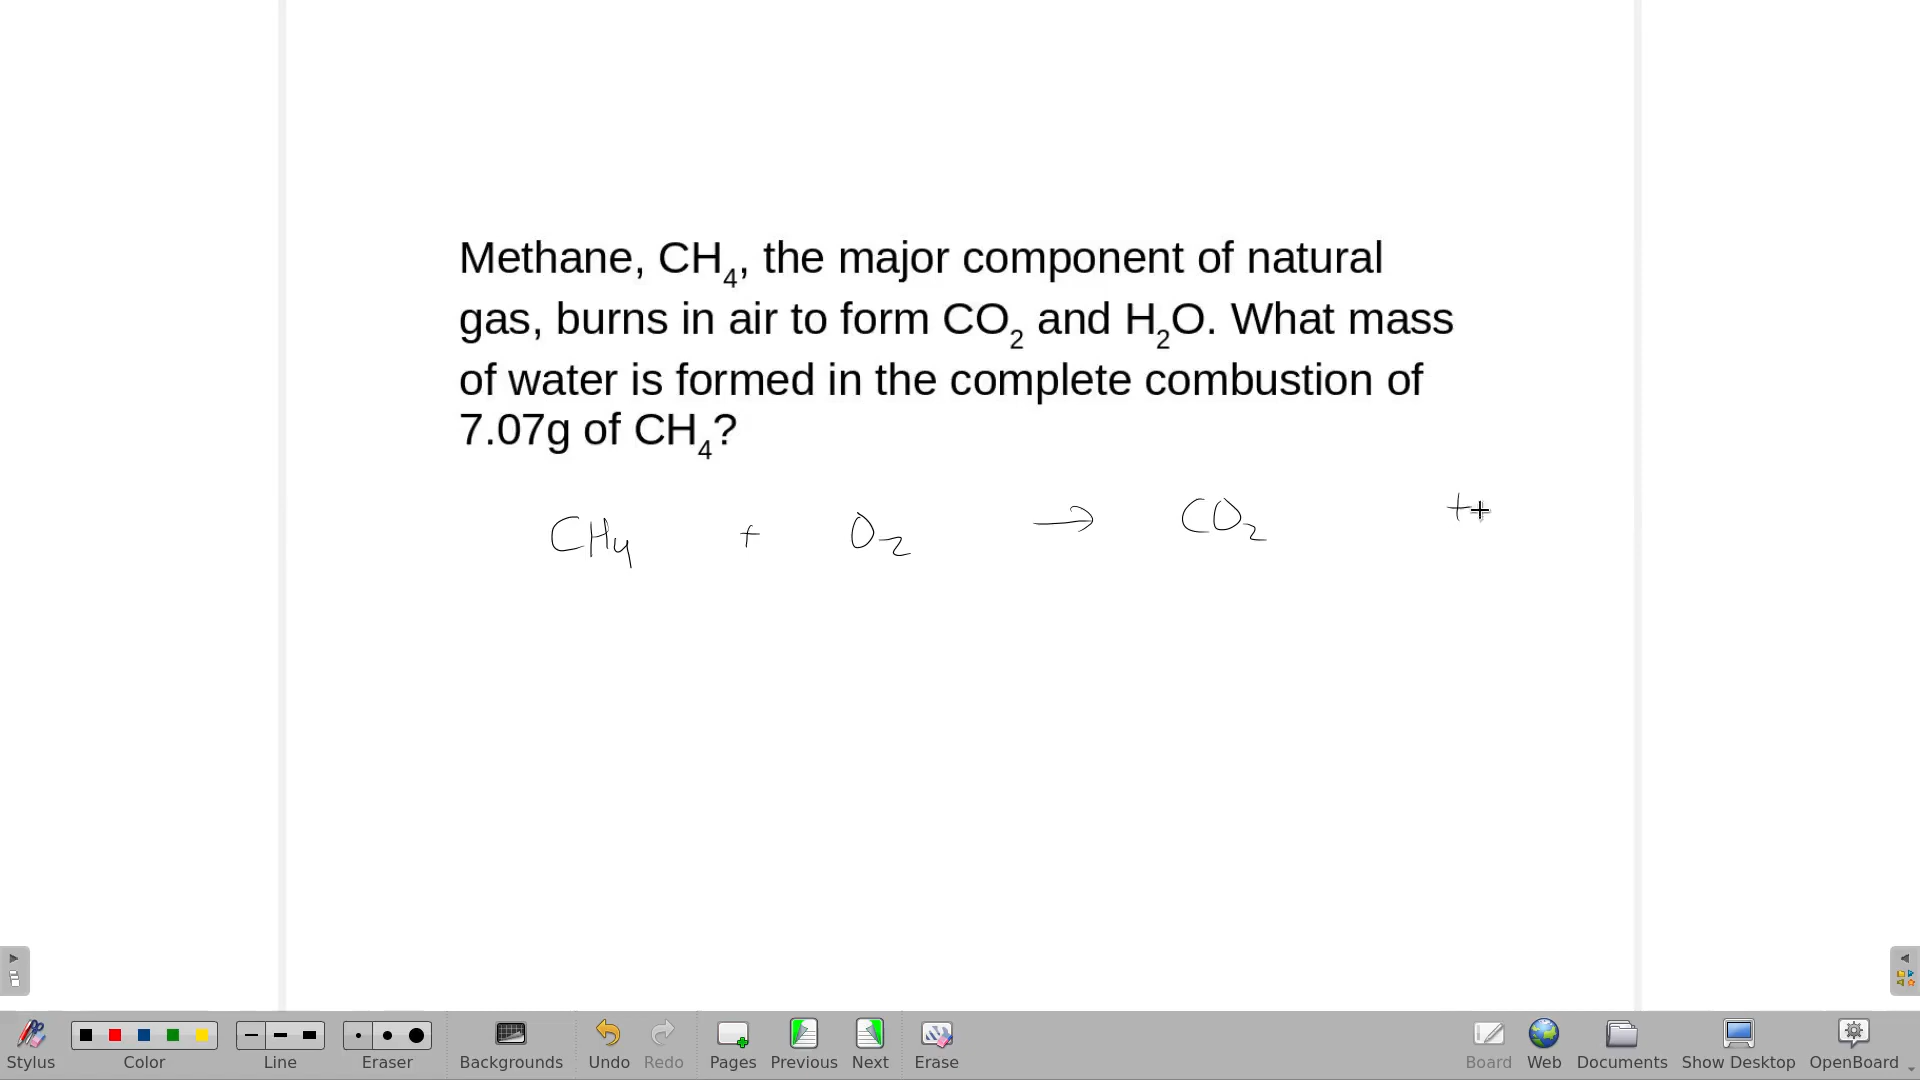 Methane, CH₄, the major component of natural
gas, burns in air to form CO₂ and H₂O. What mass
of water is formed in the complete combustion of
7.07g of CH₄?
CH₄ + O₂ → CO₂ +
Stylus Color Line Eraser Backgrounds Undo Redo Pages Previous Next Erase Board Web Documents Show Desktop OpenBoard